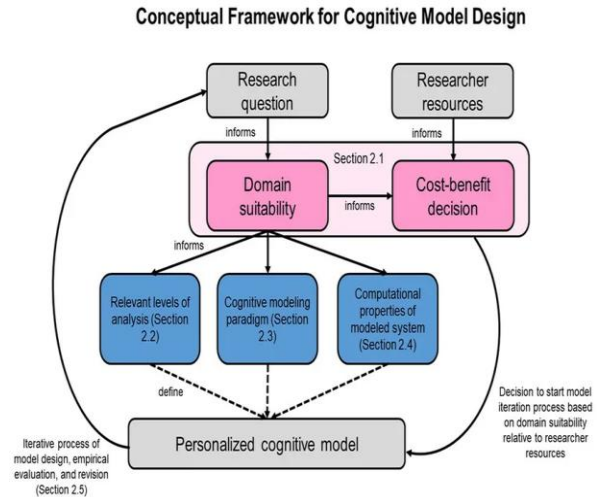 Conceptual Framework for Cognitive Model Design
Research
question
Researcher
resources
informs
informs
Section 2.1
Domain
suitability
informs
Cost-benefit
decision
informs
Relevant levels of
analysis (Section
2.2)
Cognitive modeling
paradigm (Section
2.3)
Computational
properties of
modeled system
(Section 2.4)
define
Decision to start model
iteration process based
on domain suitability
relative to researcher
resources
Personalized cognitive model
Iterative process of
model design, empirical
evaluation, and revision
(Section 2.5)